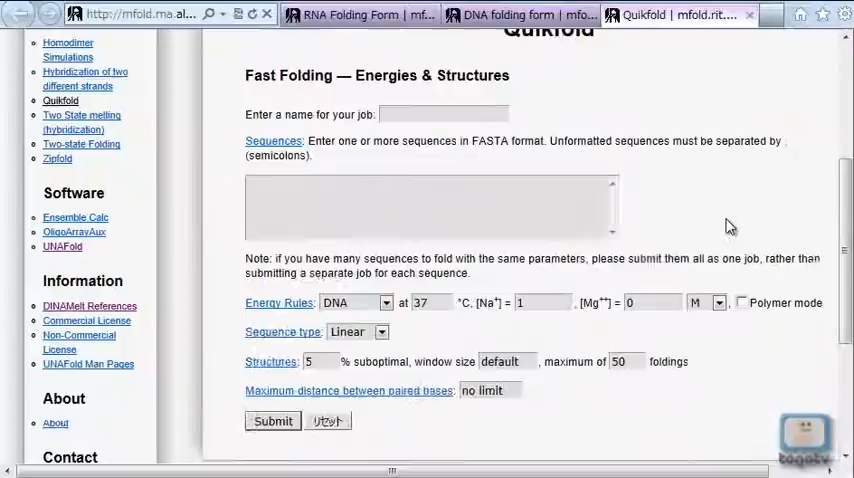 http://mfold.rna.al...
RNA Folding Form | mf...
DNA folding form | mfo...
Quikfold | mfold.rit....
Quikfold
Homodimer
Simulations
Hybridization of two
different strands
Quikfold
Two State melting
(hybridization)
Two-state Folding
Zipfold
Software
Ensemble Calc
OligoArrayAux
UNAFold
Information
DINAMelt References
Commercial License
Non-Commercial
License
UNAFold Man Pages
About
About
Contact
Fast Folding — Energies & Structures
Enter a name for your job:
Sequences: Enter one or more sequences in FASTA format. Unformatted sequences must be separated by ;
(semicolons).
Note: if you have many sequences to fold with the same parameters, please submit them all as one job, rather than
submitting a separate job for each sequence.
Energy Rules: DNA at 37 °C, [Na+] = 1 , [Mg++] = 0 M , Polymer mode
Sequence type: Linear
Structures: 5 % suboptimal, window size default , maximum of 50 foldings
Maximum distance between paired bases: no limit
Submit リセット
togotv